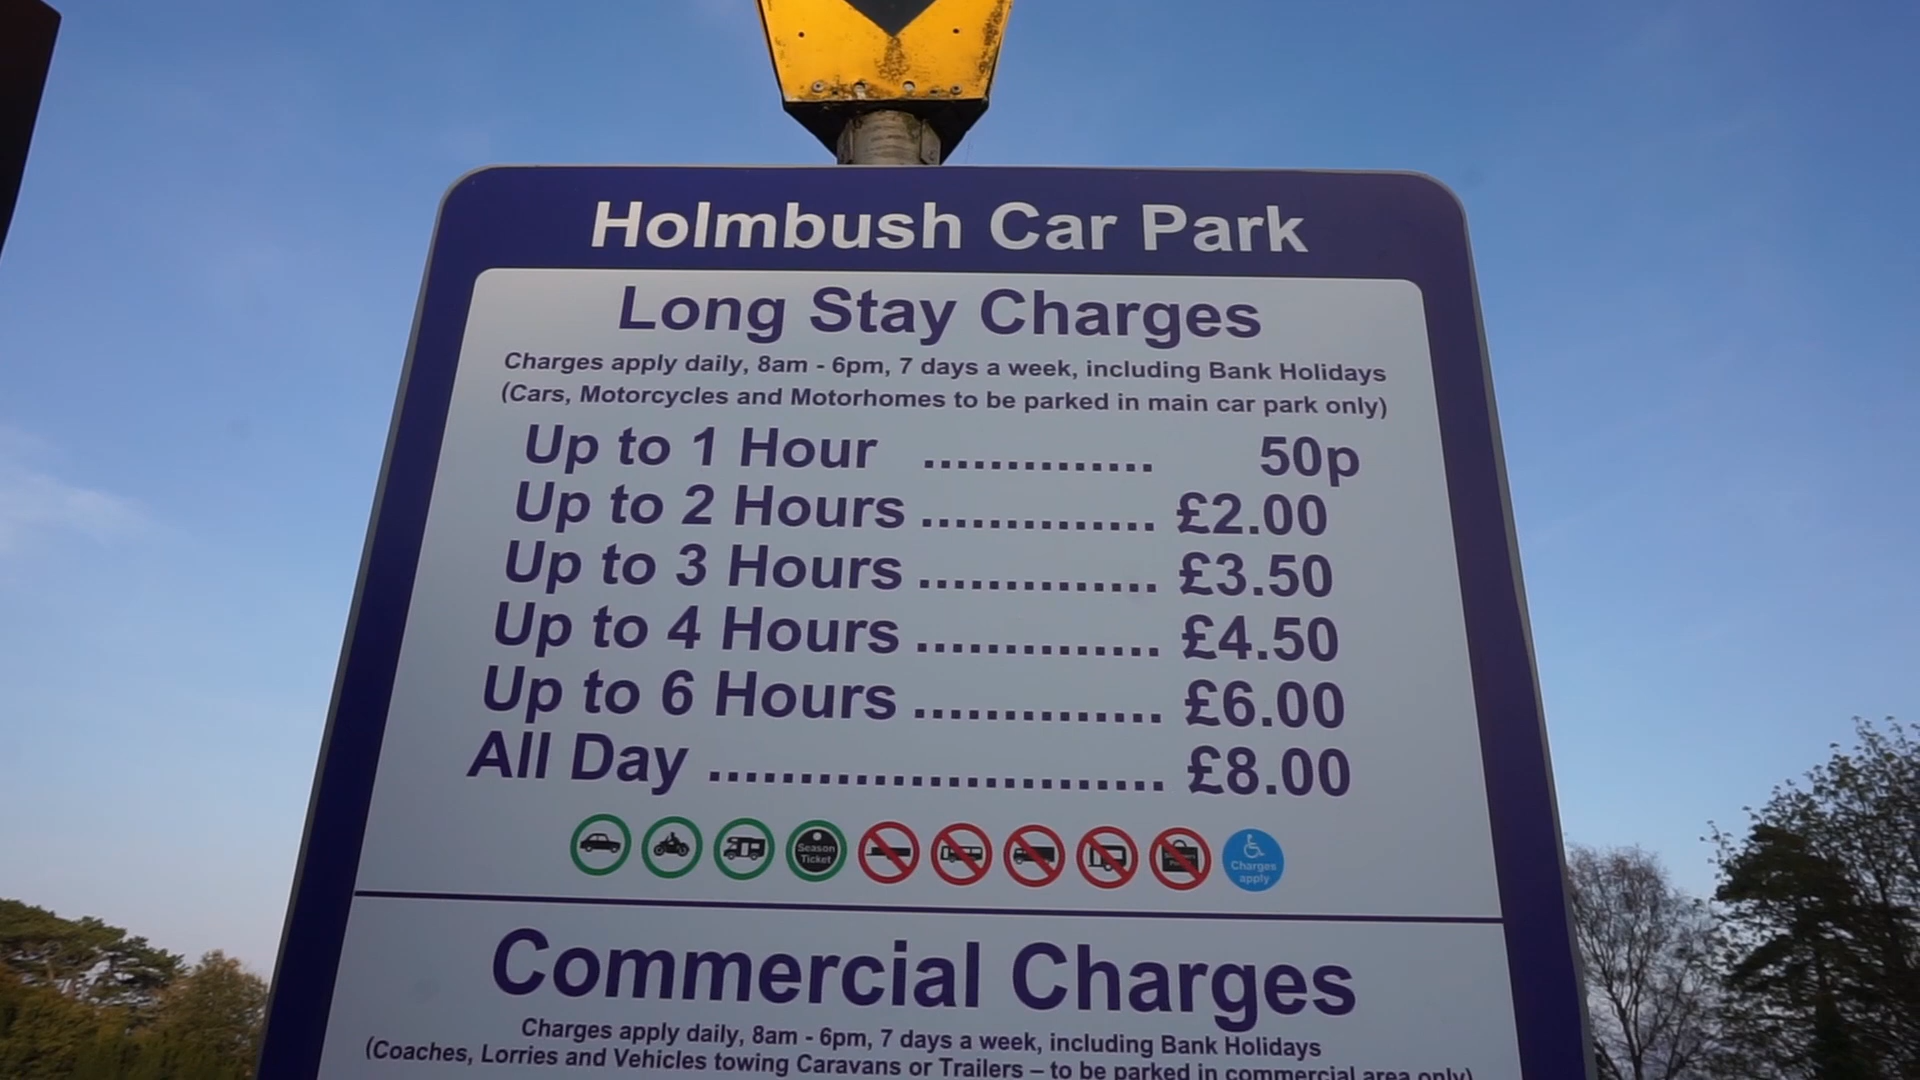 Holmbush Car Park
Long Stay Charges
Charges apply daily, 8am - 6pm, 7 days a week, including Bank Holidays
(Cars, Motorcycles and Motorhomes to be parked in main car park only)
Up to 1 Hour .............. 50p
Up to 2 Hours .............. £2.00
Up to 3 Hours .............. £3.50
Up to 4 Hours .............. £4.50
Up to 6 Hours .............. £6.00
All Day ........................... £8.00
Season Ticket
Charges apply
Commercial Charges
Charges apply daily, 8am - 6pm, 7 days a week, including Bank Holidays
(Coaches, Lorries and Vehicles towing Caravans or Trailers – to be parked in commercial area only)